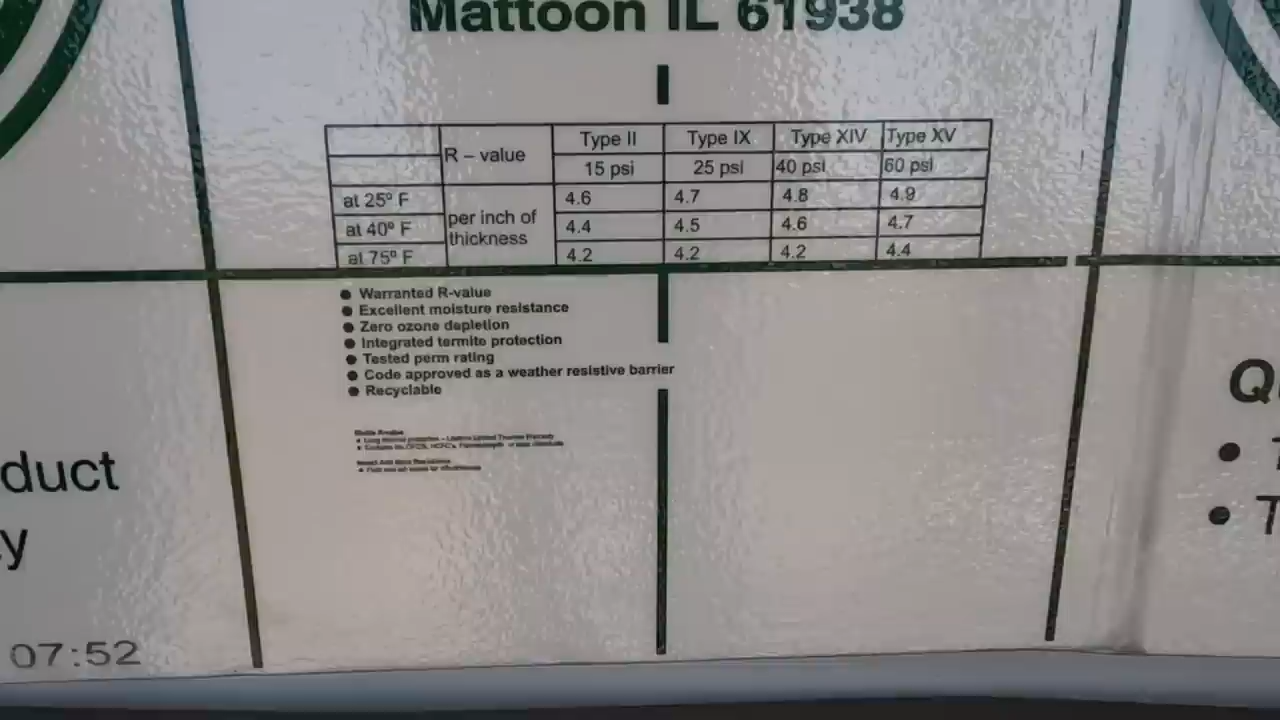 Mattoon IL 61938
R – value Type II Type IX Type XIV Type XV
15 psi 25 psi 40 psi 60 psi
at 25º F 4.6 4.7 4.8 4.9
at 40º F per inch of thickness 4.4 4.5 4.6 4.7
at 75º F 4.2 4.2 4.2 4.4
● Warranted R-value
● Excellent moisture resistance
● Zero ozone depletion
● Integrated termite protection
● Tested perm rating
● Code approved as a weather resistive barrier
● Recyclable
duct
y
07:52
Q
● T
● T